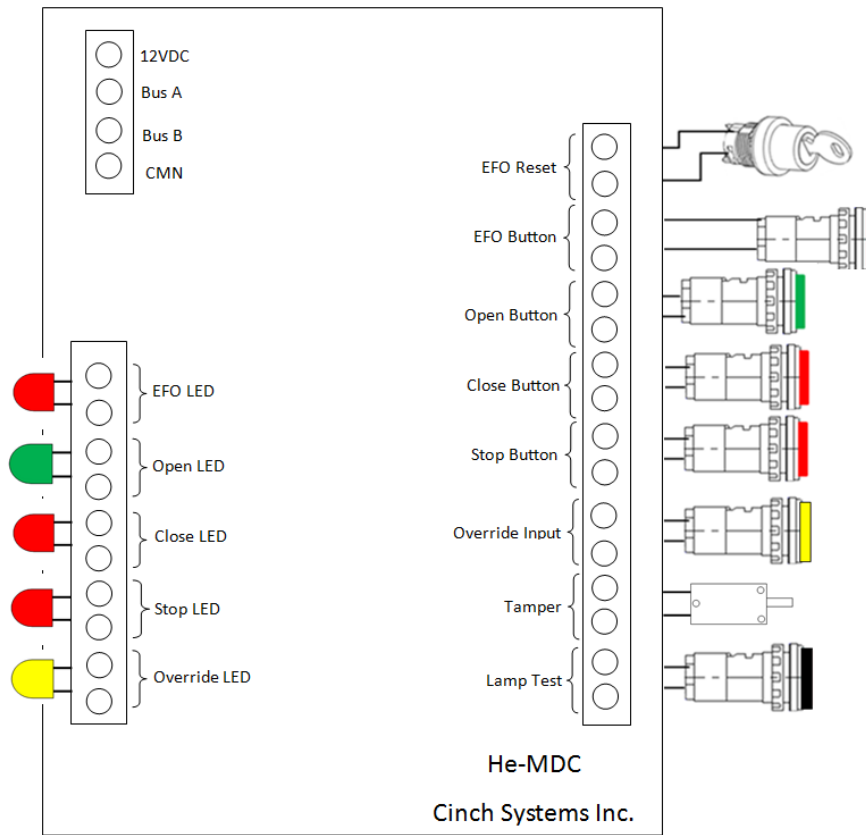 12VDC
Bus A
Bus B
CMN
EFO Reset
EFO Button
Open Button
Close Button
Stop Button
Override Input
Tamper
Lamp Test
EFO LED
Open LED
Close LED
Stop LED
Override LED
He-MDC
Cinch Systems Inc.